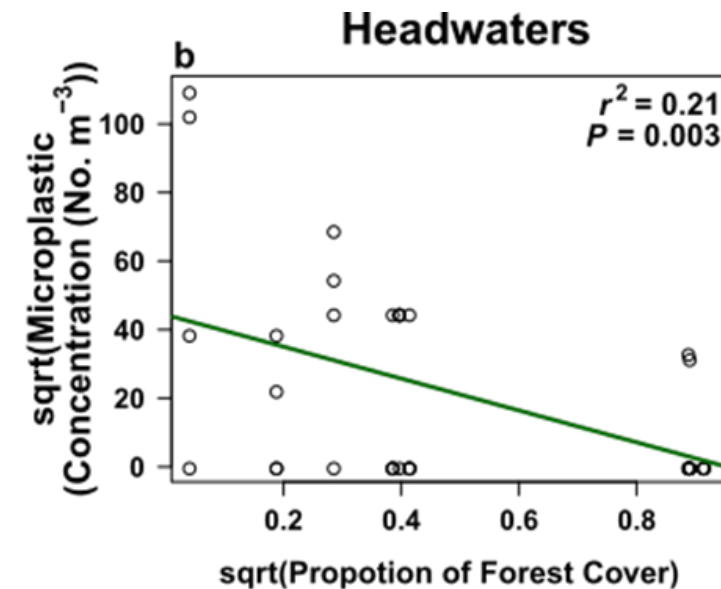 Headwaters
b
r² = 0.21
P = 0.003
sqrt(Microplastic
(Concentration (No. m⁻³))
100
80
60
40
20
0
0.2 0.4 0.6 0.8
sqrt(Propotion of Forest Cover)